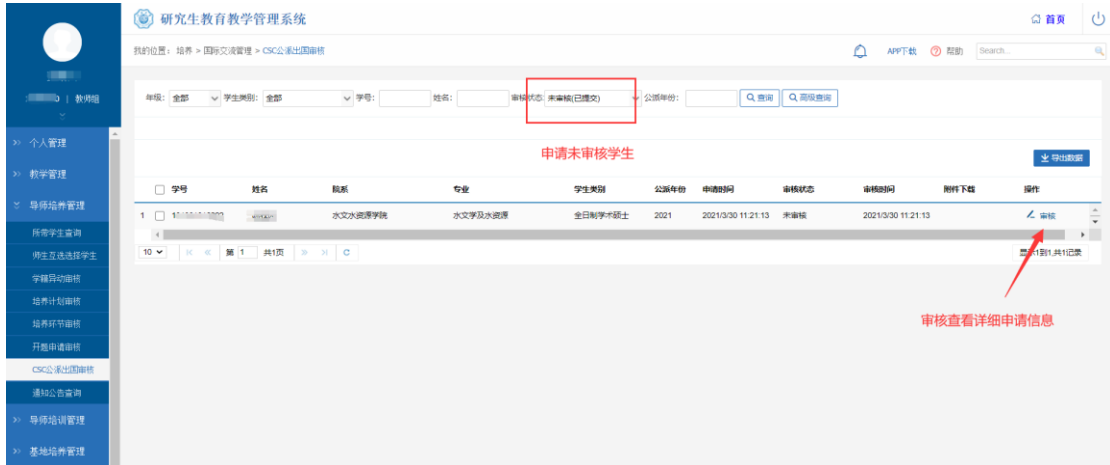 研究生教育教学管理系统
首页
我的位置： 培养 > 国际交流管理 > CSC公派出国审核
APP下载 帮助 Search...
| 教师组
年级: 全部 学生类别: 全部 学号: 姓名: 审核状态: 未审核(已提交) 公派年份: 查询 高级查询
申请未审核学生
导出数据
学号 姓名 院系 专业 学生类别 公派年份 申请时间 审核状态 审核时间 附件下载 操作
1 水文水资源学院 水文学及水资源 全日制学术硕士 2021 2021/3/30 11:21:13 未审核 2021/3/30 11:21:13 审核
10 第 1 共1页 显示1到1,共1记录
审核查看详细申请信息
个人管理
教学管理
导师培养管理
所带学生查询
师生互选选择学生
学籍异动审核
培养计划审核
培养环节审核
开题申请审核
CSC公派出国审核
通知公告查询
导师培训管理
基地培养管理